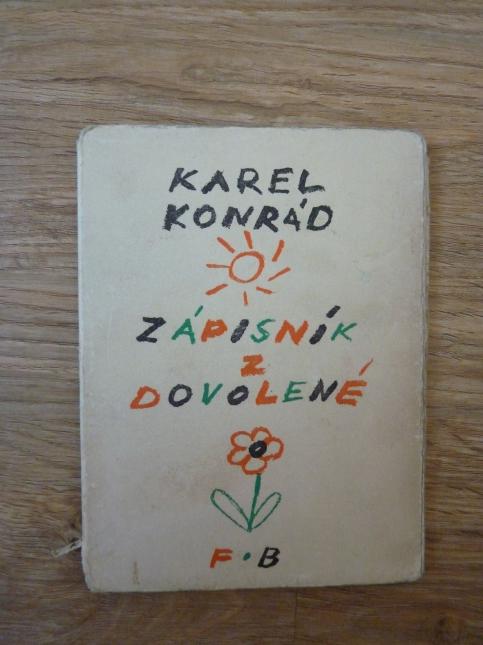 KAREL
KONRÁD
ZÁPISNÍK
Z
DOVOLENÉ
F•B